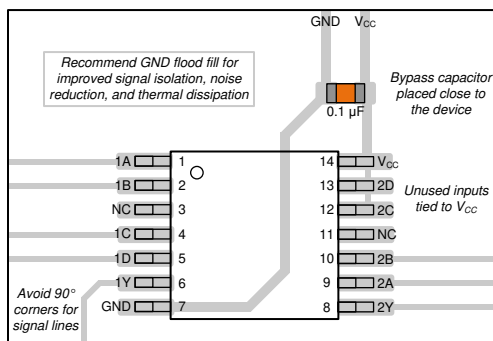 GND VCC
Recommend GND flood fill for
improved signal isolation, noise
reduction, and thermal dissipation
Bypass capacitor
placed close to
the device
0.1 µF
1A 1 14 VCC
1B 2 13 2D
NC 3 12 2C
Unused inputs
tied to VCC
1C 4 11 NC
1D 5 10 2B
1Y 6 9 2A
GND 7 8 2Y
Avoid 90°
corners for
signal lines